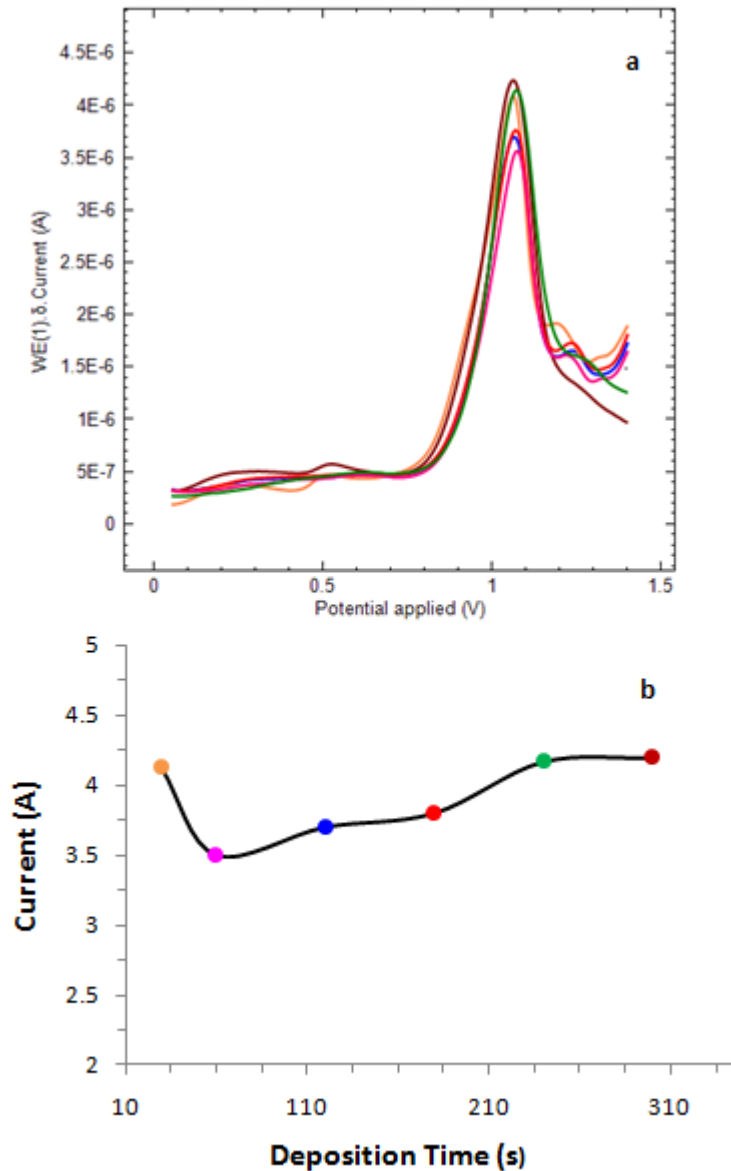 a
4.5E-6
4E-6
3.5E-6
3E-6
2.5E-6
2E-6
1.5E-6
1E-6
5E-7
0
WE(1).δ.Current (A)
0 0.5 1 1.5
Potential applied (V)
b
5
4.5
4
3.5
3
2.5
2
Current (A)
10 110 210 310
Deposition Time (s)